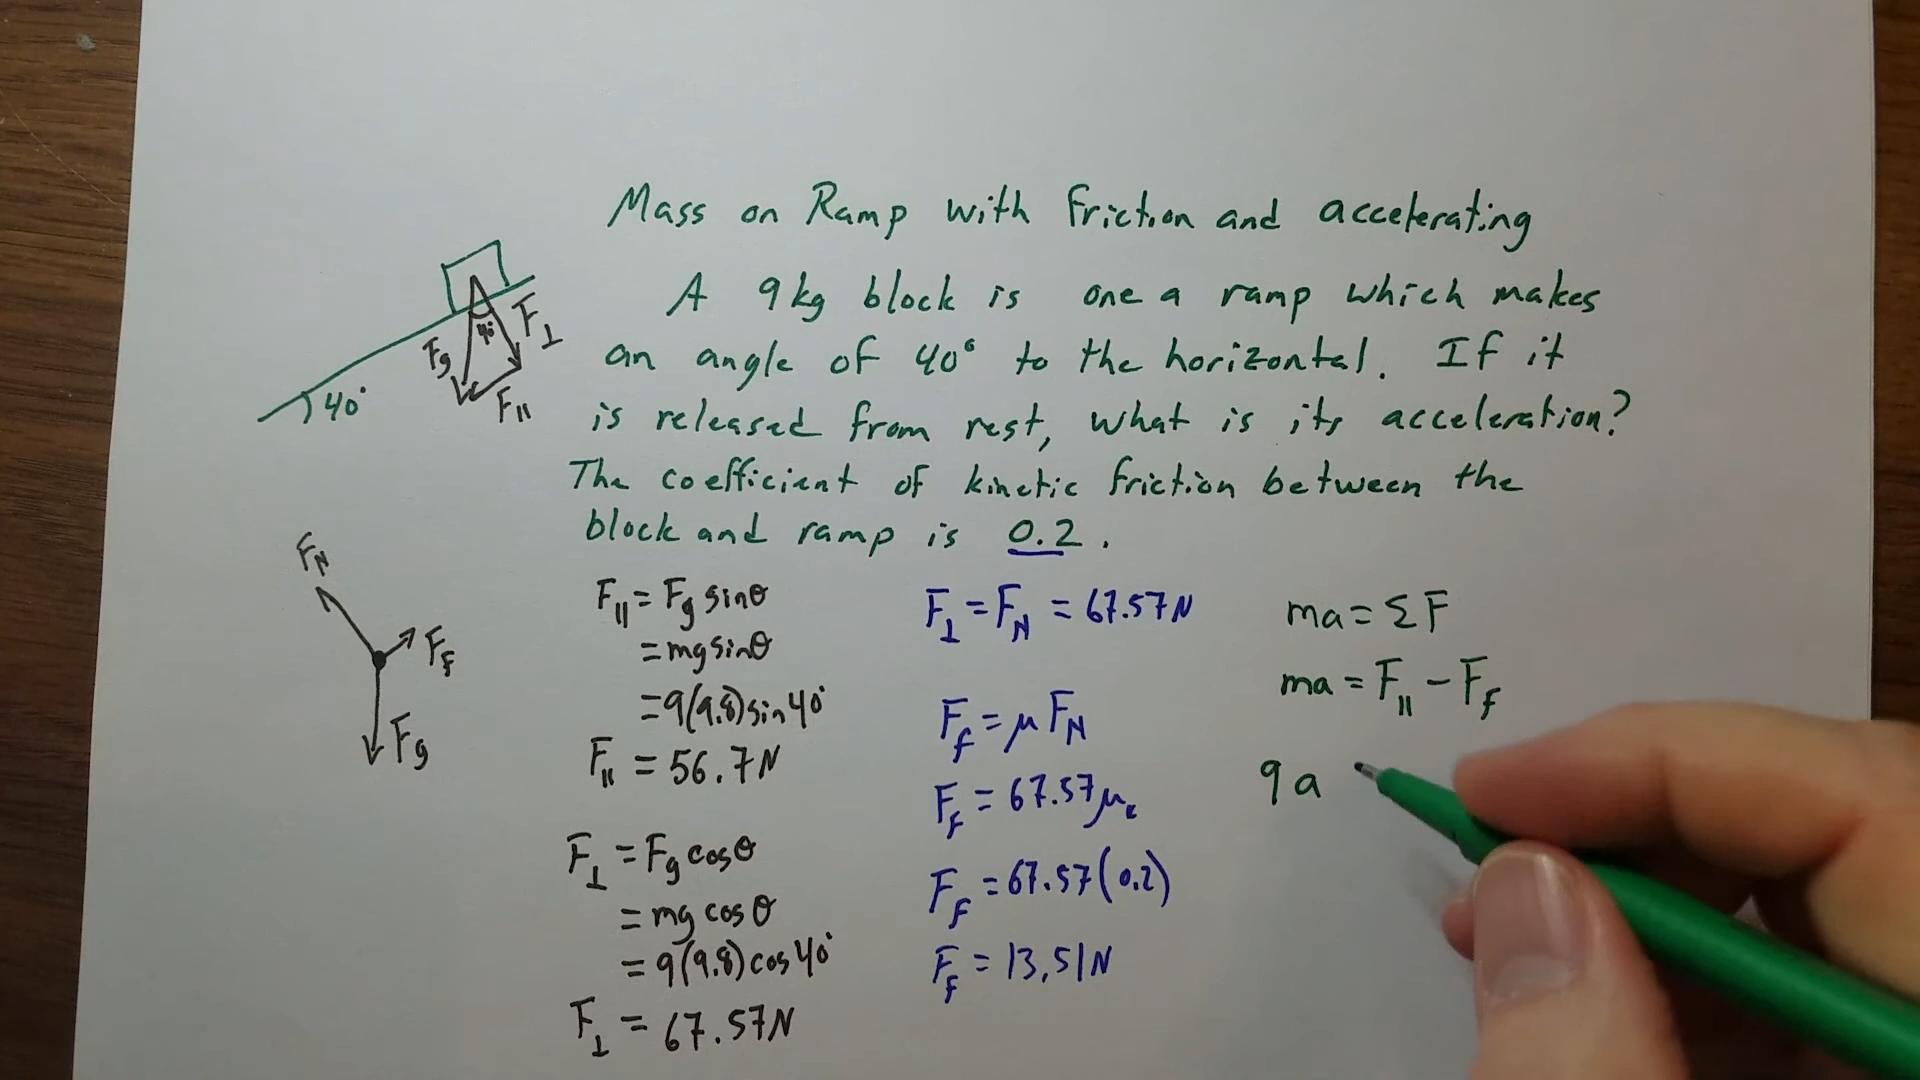 Mass on Ramp with friction and accelerating
A 9kg block is one a ramp which makes
an angle of 40° to the horizontal. If it
is released from rest, what is its acceleration?
The coefficient of kinetic friction between the
block and ramp is 0.2.
40°
Fg
40°
F⊥
F||
FN
Ff
Fg
F|| = Fg sinθ
= mg sinθ
= 9(9.8) sin 40°
F|| = 56.7N
F⊥ = Fg cosθ
= mg cos θ
= 9(9.8) cos 40°
F⊥ = 67.57N
F⊥ = FN = 67.57N
Ff = μ FN
Ff = 67.57μk
Ff = 67.57(0.2)
Ff = 13.51N
ma = ΣF
ma = F|| − Ff
9a